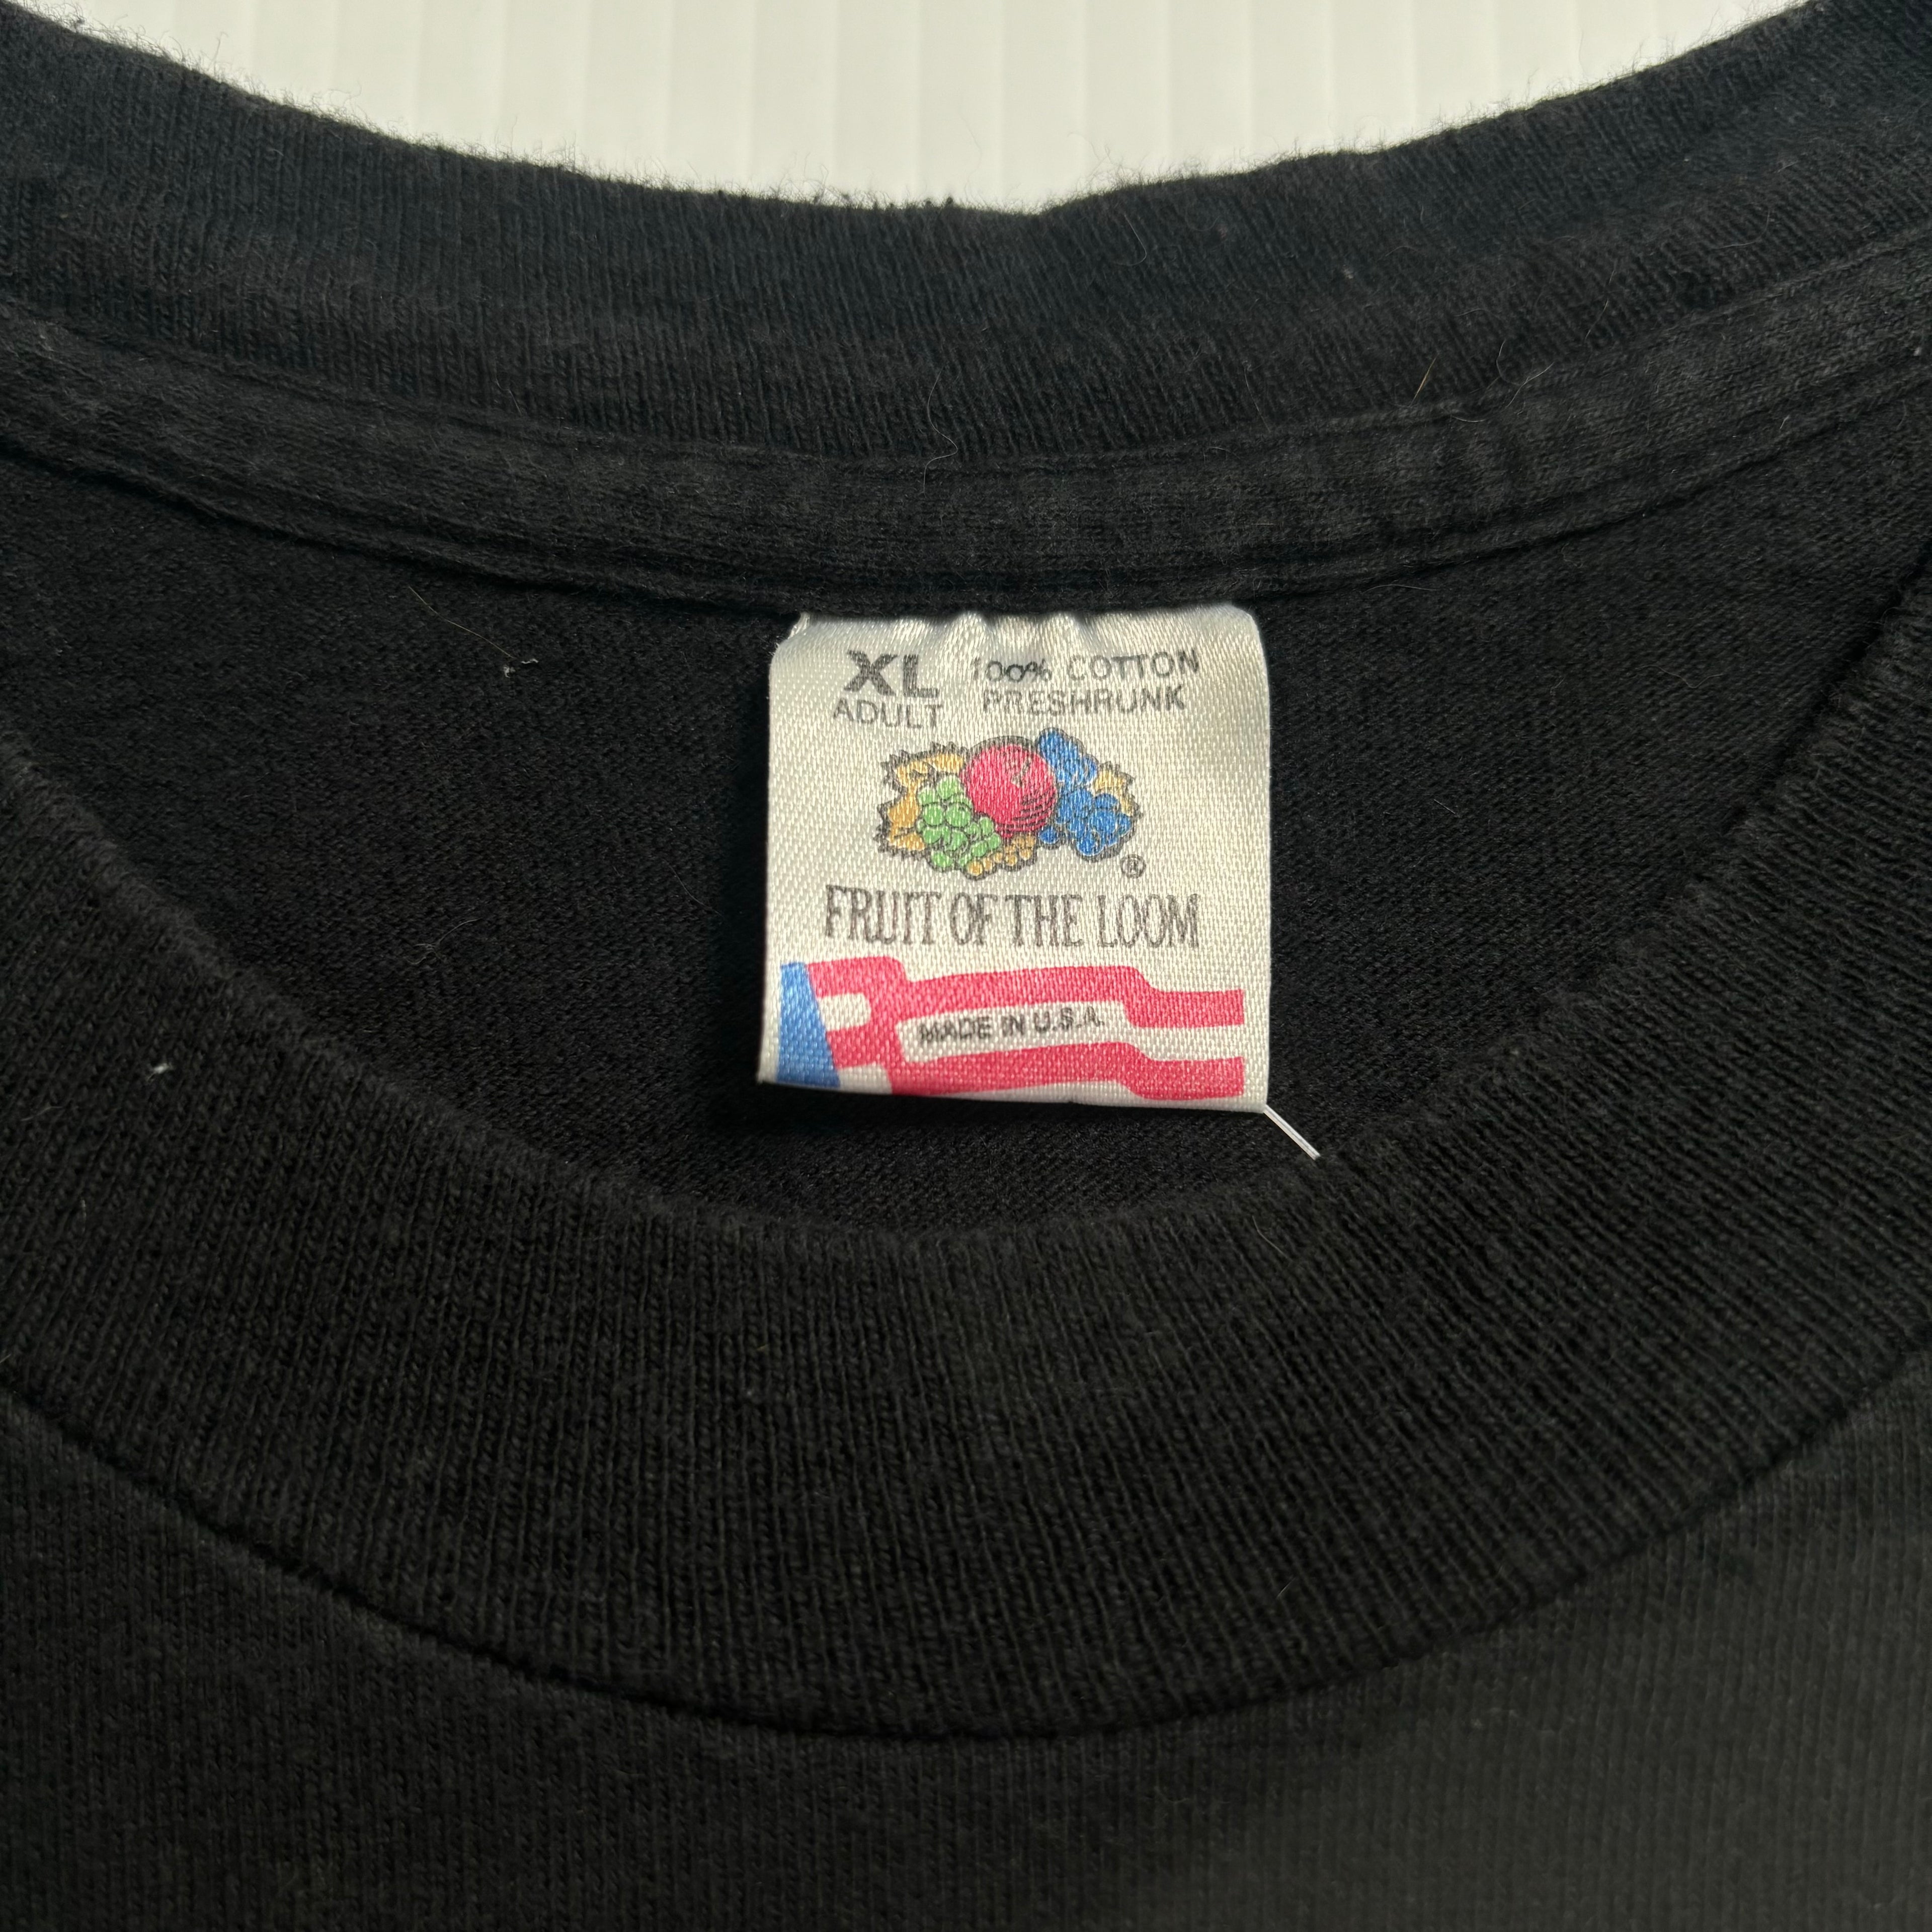 XL 100% COTTON
ADULT PRESHRUNK
®
FRUIT OF THE LOOM
MADE IN U.S.A.